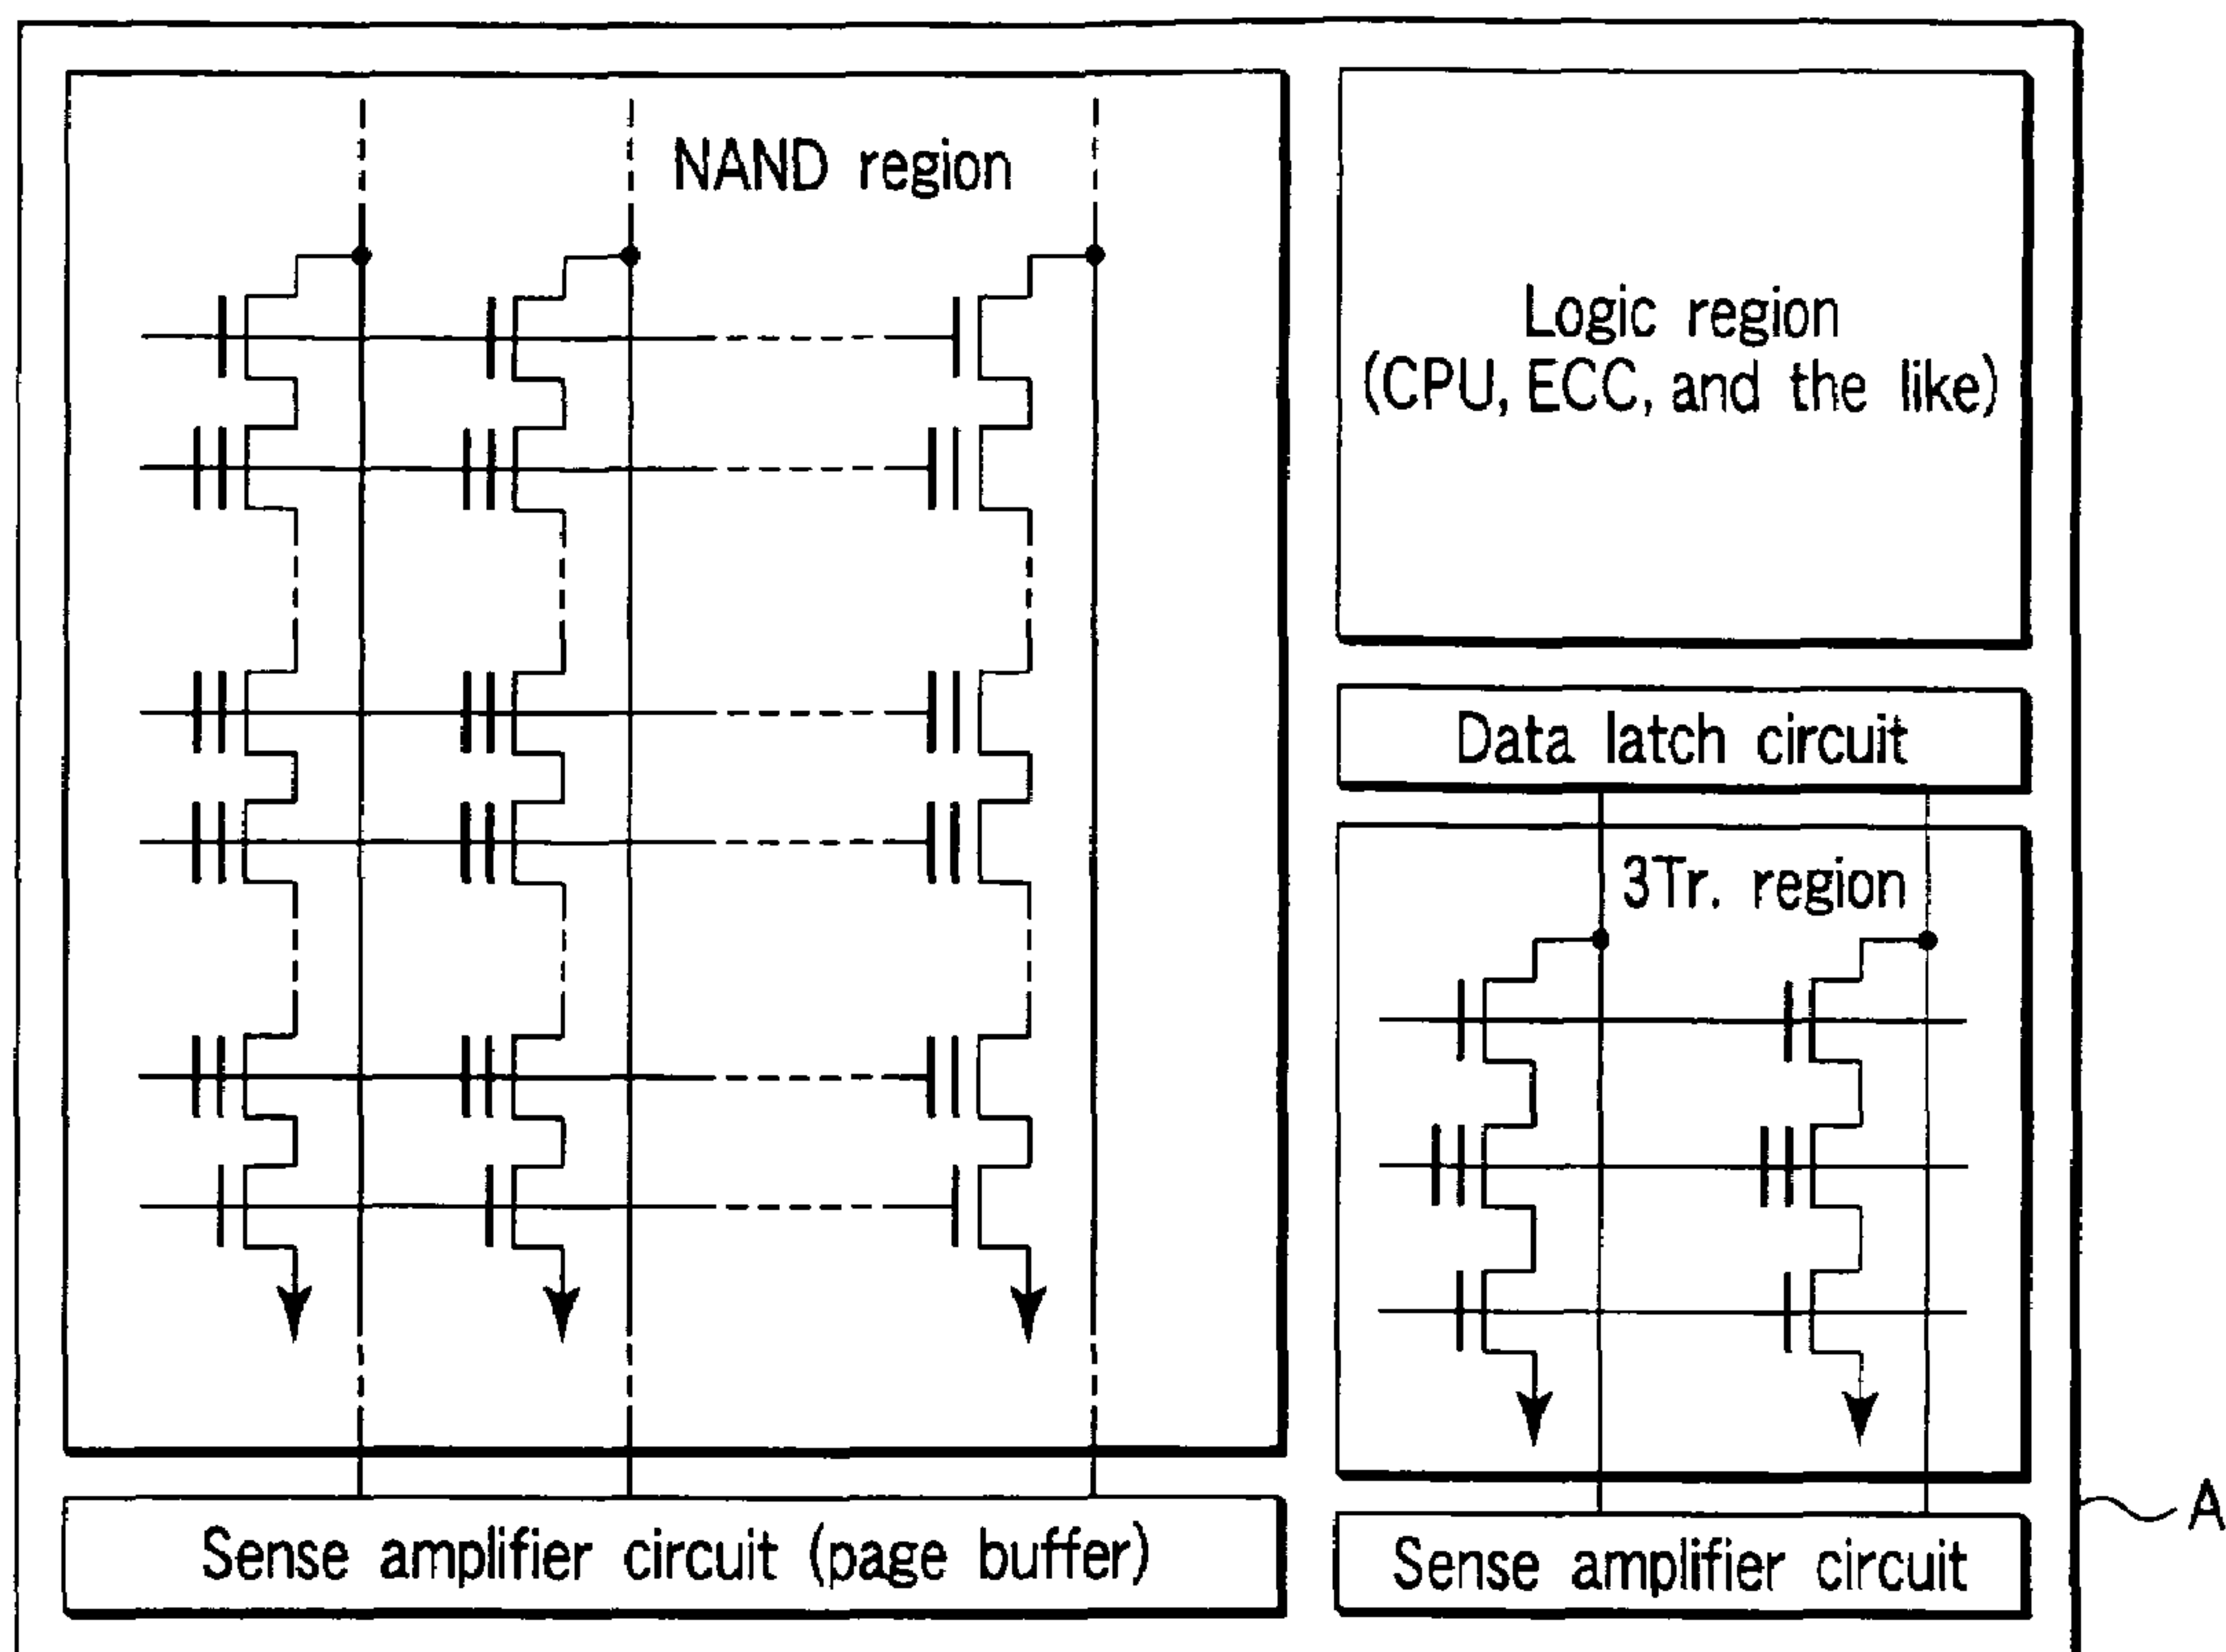 NAND region
Logic region
(CPU, ECC, and the like)
Data latch circuit
3Tr. region
Sense amplifier circuit (page buffer)
Sense amplifier circuit
A